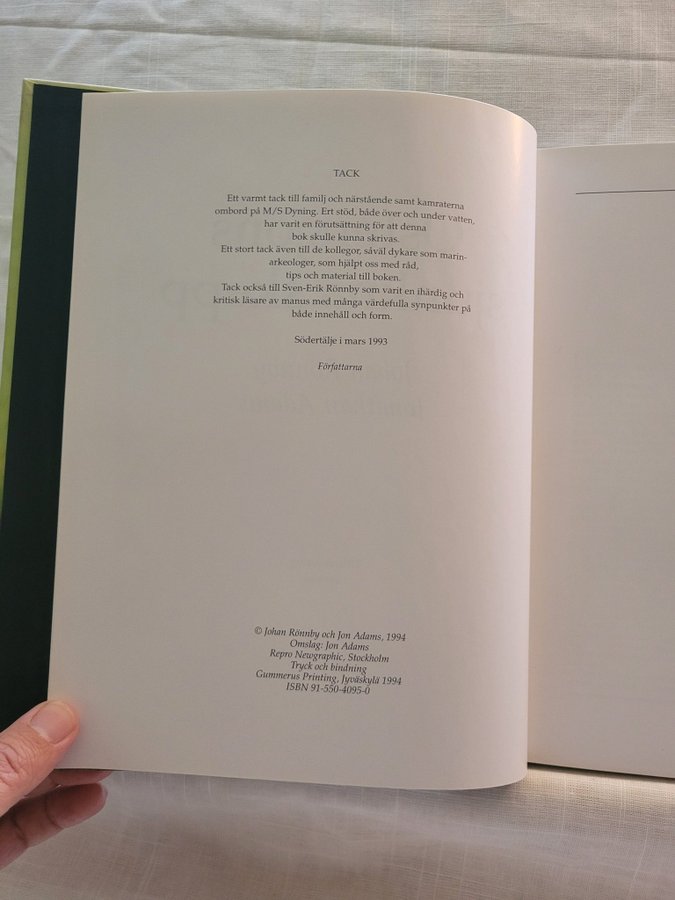 TACK
Ett varmt tack till familj och närstående samt kamraterna
ombord på M/S Dyning. Ert stöd, både över och under vatten,
har varit en förutsättning för att denna
bok skulle kunna skrivas.
Ett stort tack även till de kollegor, såväl dykare som marin-
arkeologer, som hjälpt oss med råd,
tips och material till boken.
Tack också till Sven-Erik Rönnby som varit en ihärdig och
kritisk läsare av manus med många värdefulla synpunkter på
både innehåll och form.
Södertälje i mars 1993
Författarna
© Johan Rönnby och Jon Adams, 1994
Omslag: Jon Adams
Repro Newgraphic, Stockholm
Tryck och bindning
Gummerus Printing, Jyväskylä 1994
ISBN 91-550-4095-0